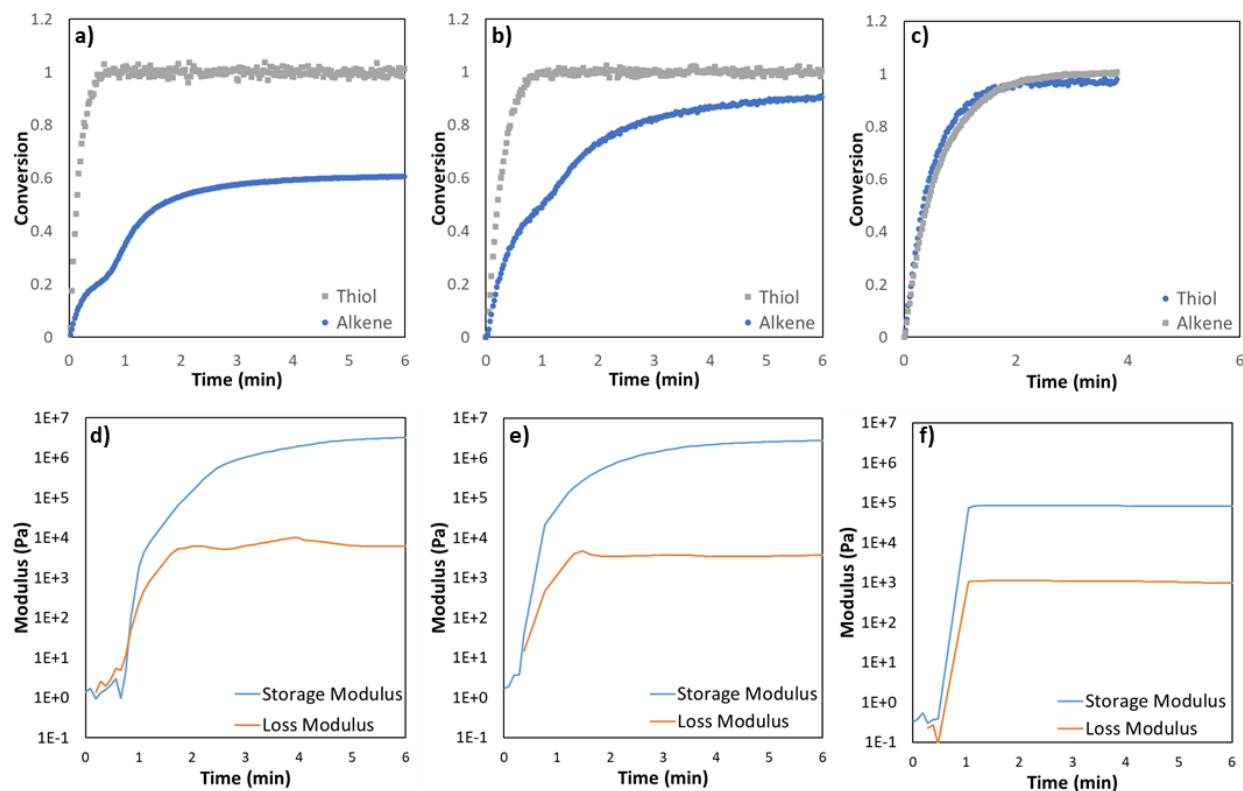 a)
1.2
1
0.8
0.6
0.4
0.2
0
Conversion
Thiol
Alkene
0 1 2 3 4 5 6
Time (min)
b)
1.2
1
0.8
0.6
0.4
0.2
0
Conversion
Thiol
Alkene
0 1 2 3 4 5 6
Time (min)
c)
1.2
1
0.8
0.6
0.4
0.2
0
Conversion
Thiol
Alkene
0 2 4 6
Time (min)
d)
1E+7
1E+6
1E+5
1E+4
1E+3
1E+2
1E+1
1E+0
1E-1
Modulus (Pa)
Storage Modulus
Loss Modulus
0 1 2 3 4 5 6
Time (min)
e)
1E+7
1E+6
1E+5
1E+4
1E+3
1E+2
1E+1
1E+0
1E-1
Modulus (Pa)
Storage Modulus
Loss Modulus
0 1 2 3 4 5 6
Time (min)
f)
1E+7
1E+6
1E+5
1E+4
1E+3
1E+2
1E+1
1E+0
1E-1
Modulus (Pa)
Storage Modulus
Loss Modulus
0 1 2 3 4 5 6
Time (min)